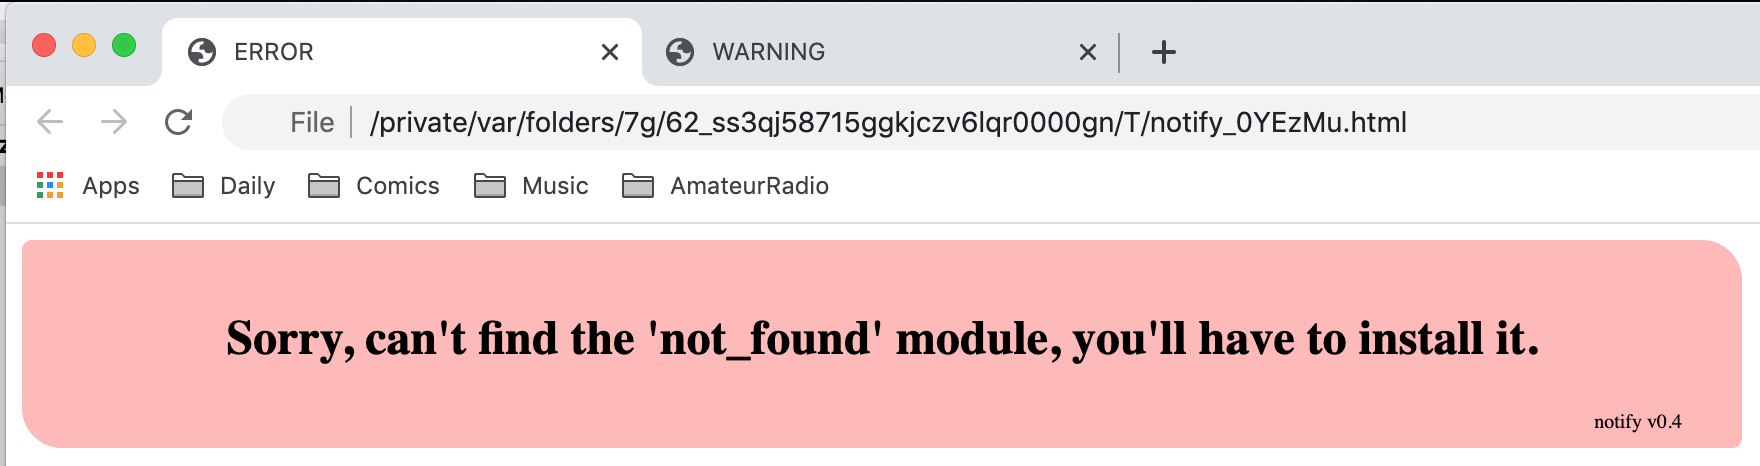 ERROR
WARNING
File /private/var/folders/7g/62_ss3qj58715ggkjczv6lqr0000gn/T/notify_0YEzMu.html
Apps Daily Comics Music AmateurRadio
Sorry, can't find the 'not_found' module, you'll have to install it.
notify v0.4